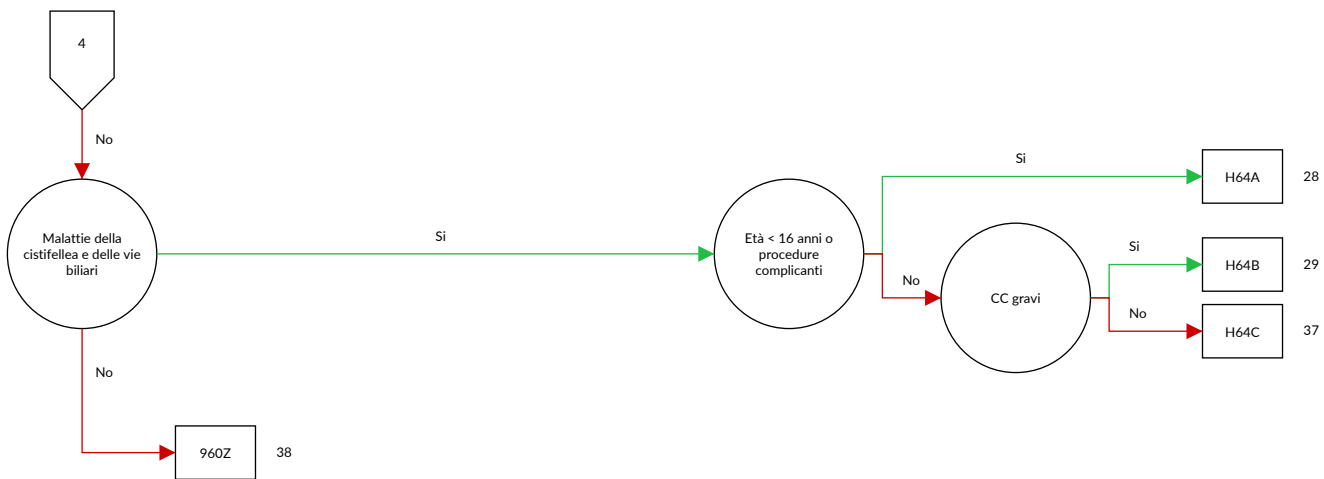 4
No
Malattie della
cistifellea e delle vie
biliari
Si
Età < 16 anni o
procedure
complicanti
Si
H64A
28
No
CC gravi
Si
H64B
29
No
H64C
37
No
960Z
38